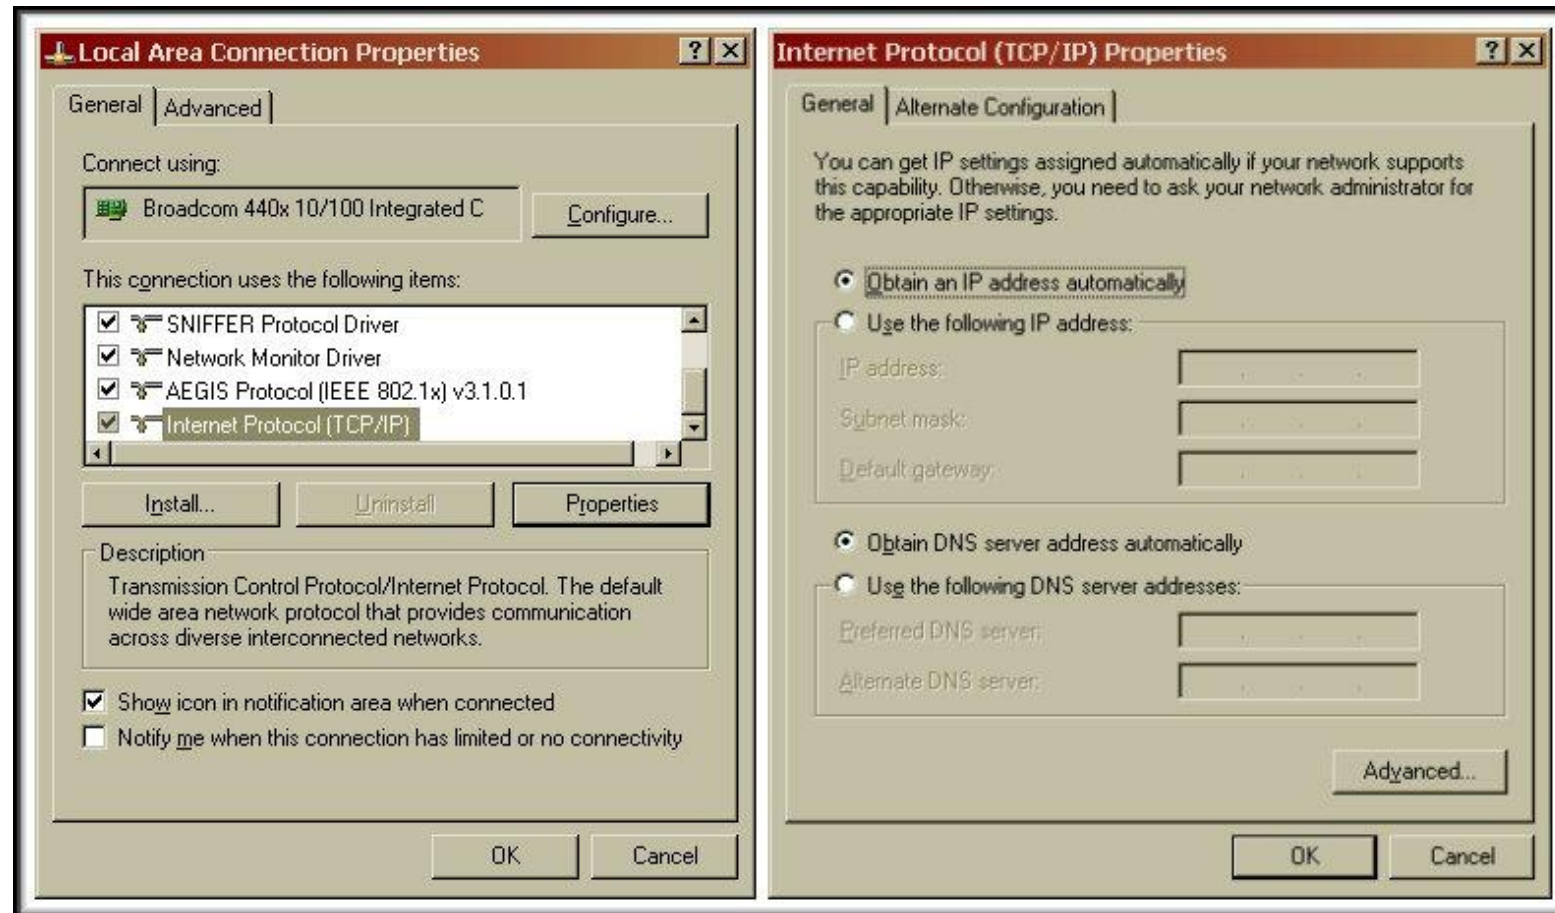 Local Area Connection Properties
General
Advanced
Connect using:
Broadcom 440x 10/100 Integrated C
Configure...
This connection uses the following items:
SNIFFER Protocol Driver
Network Monitor Driver
AEGIS Protocol (IEEE 802.1x) v3.1.0.1
Internet Protocol (TCP/IP)
Install...
Uninstall
Properties
Description
Transmission Control Protocol/Internet Protocol. The default
wide area network protocol that provides communication
across diverse interconnected networks.
Show icon in notification area when connected
Notify me when this connection has limited or no connectivity
OK
Cancel
Internet Protocol (TCP/IP) Properties
General
Alternate Configuration
You can get IP settings assigned automatically if your network supports
this capability. Otherwise, you need to ask your network administrator for
the appropriate IP settings.
Obtain an IP address automatically
Use the following IP address:
IP address:
Subnet mask:
Default gateway:
Obtain DNS server address automatically
Use the following DNS server addresses:
Preferred DNS server:
Alternate DNS server:
Advanced...
OK
Cancel